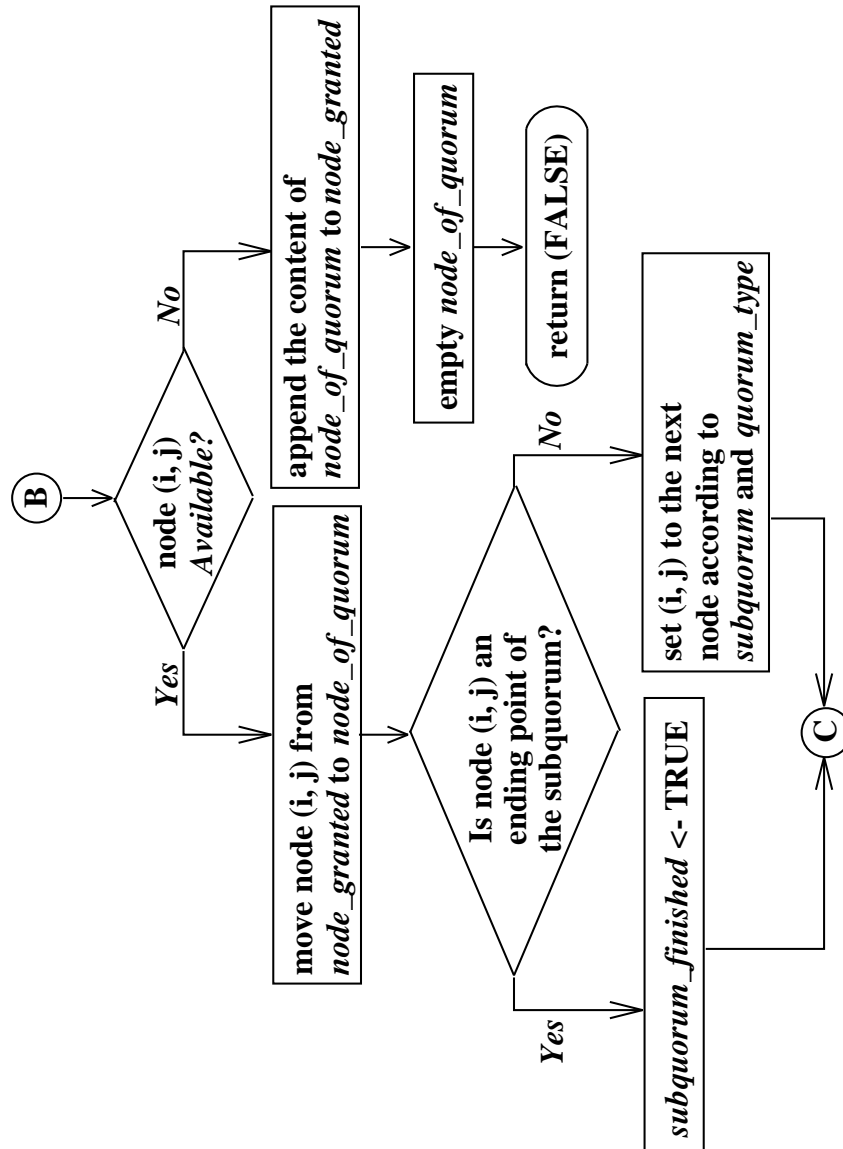 B
node (i, j)
Available?
Yes
No
move node (i, j) from
node_granted to node_of_quorum
append the content of
node_of_quorum to node_granted
empty node_of_quorum
return (FALSE)
Is node (i, j) an
ending point of
the subquorum?
Yes
No
subquorum_finished <- TRUE
set (i, j) to the next
node according to
subquorum and quorum_type
C